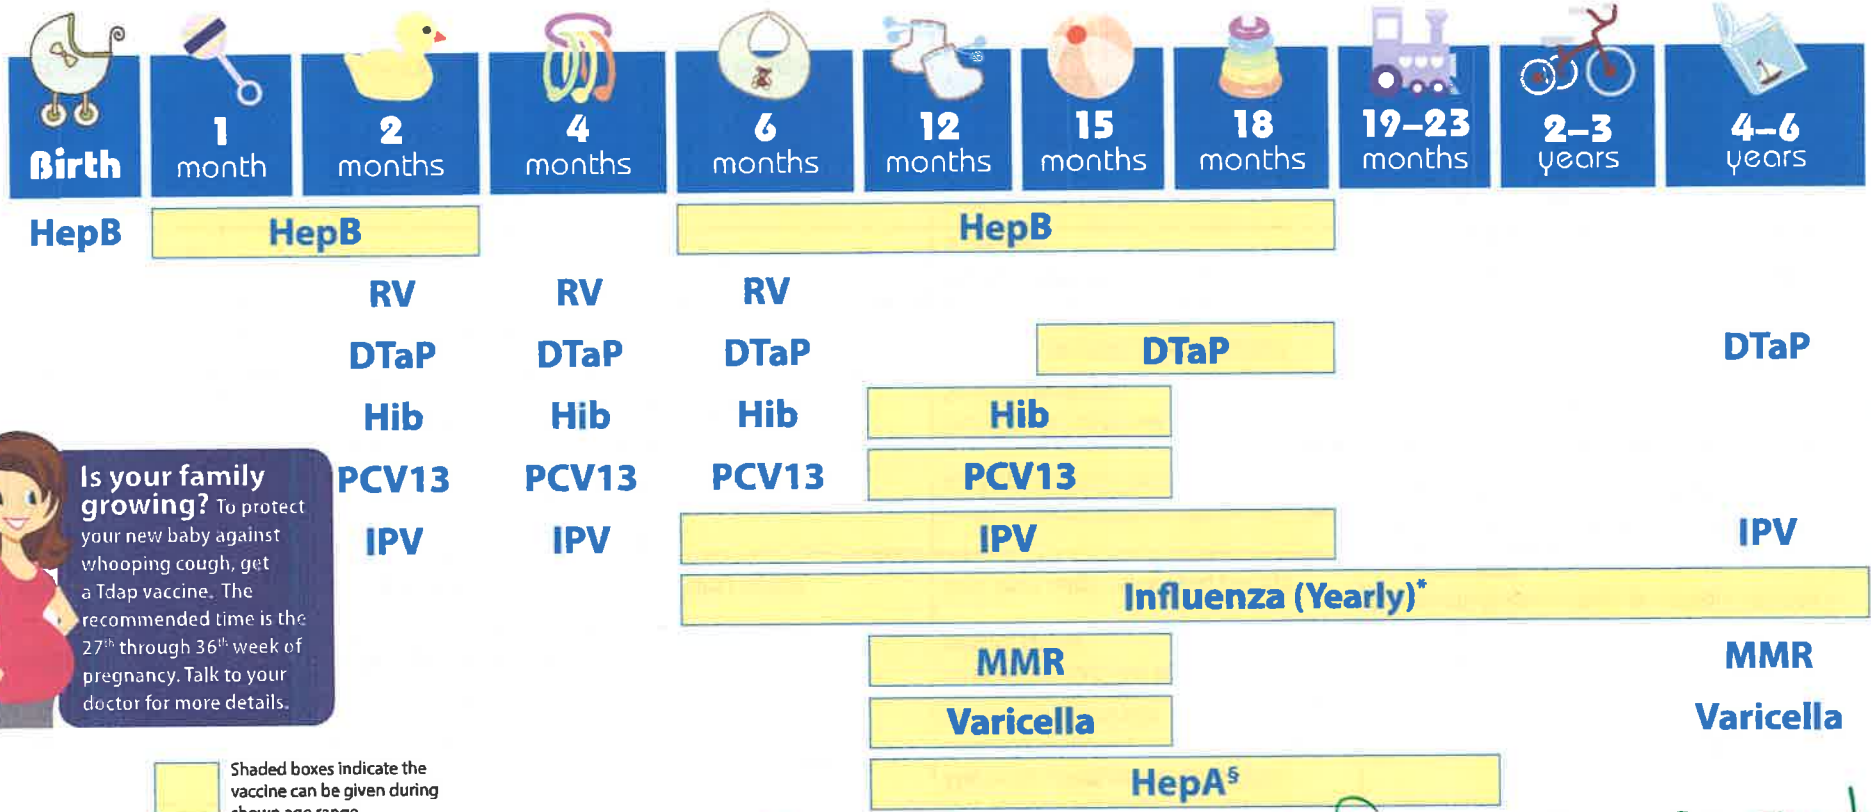 Birth
1 month
2 months
4 months
6 months
12 months
15 months
18 months
19–23 months
2–3 years
4–6 years
HepB HepB HepB
RV RV RV
DTaP DTaP DTaP DTaP DTaP
Hib Hib Hib Hib
PCV13 PCV13 PCV13 PCV13
IPV IPV IPV IPV
Influenza (Yearly)*
MMR MMR
Varicella Varicella
HepA§
Is your family
growing? To protect
your new baby against
whooping cough, get
a Tdap vaccine. The
recommended time is the
27th through 36th week of
pregnancy. Talk to your
doctor for more details.
Shaded boxes indicate the
vaccine can be given during
shown age range